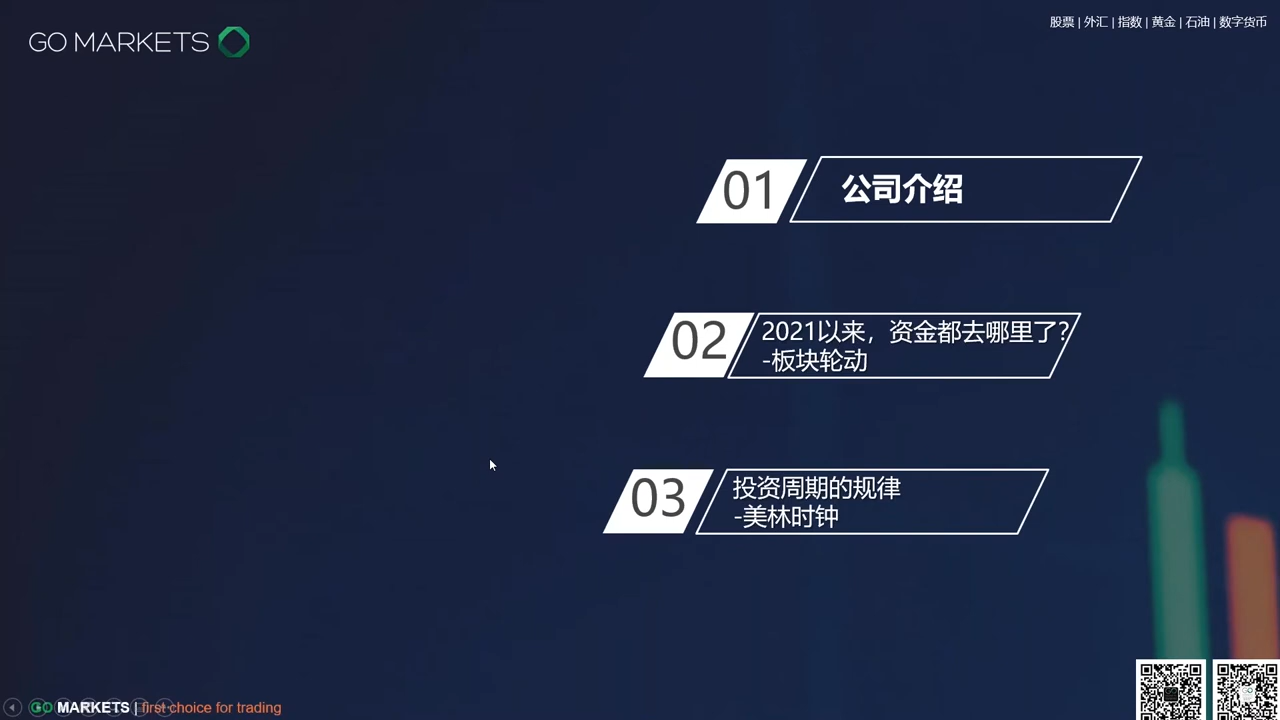 GO MARKETS
股票 | 外汇 | 指数 | 黄金 | 石油 | 数字货币
01
公司介绍
02
2021以来，资金都去哪里了?
-板块轮动
03
投资周期的规律
-美林时钟
GO MARKETS | first choice for trading